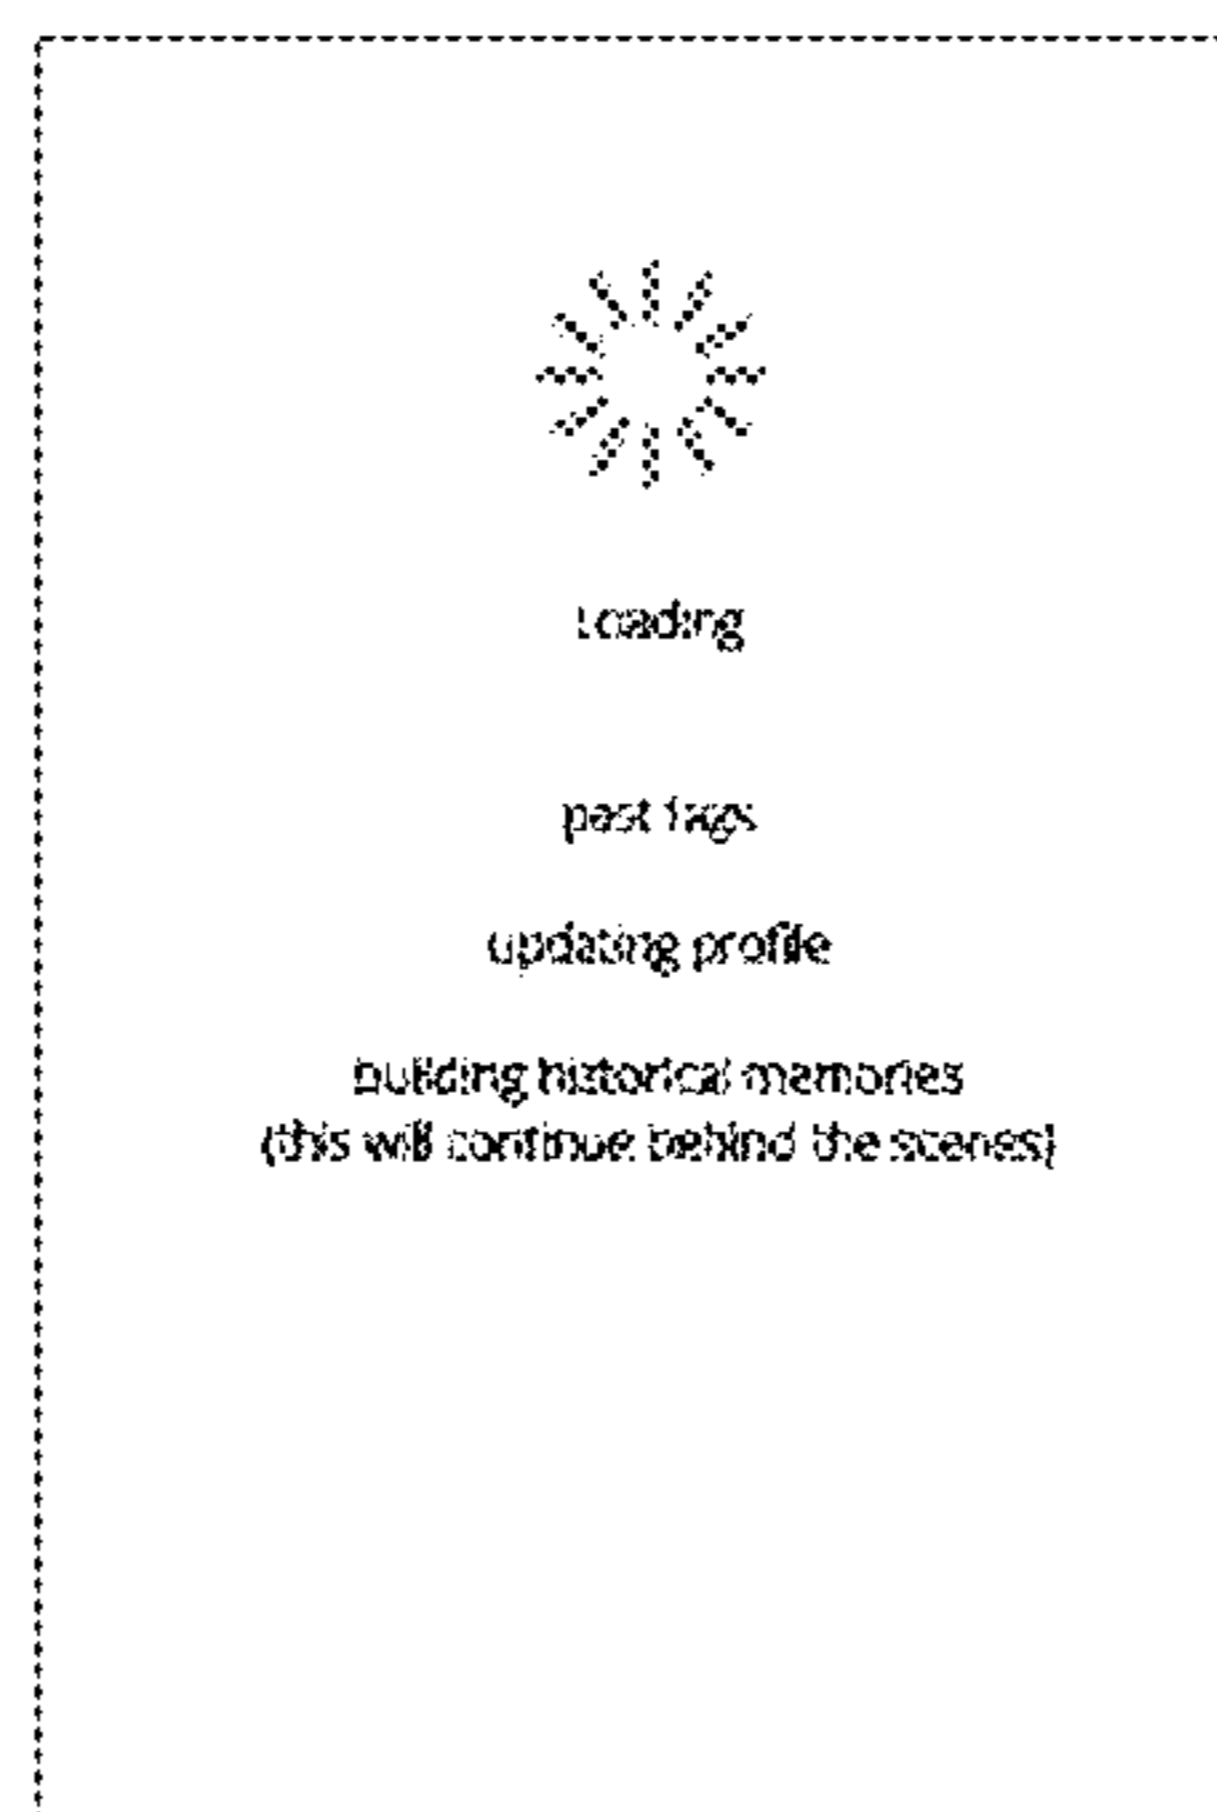 Loading
past tags
updating profile
building historical memories
(this will continue behind the scenes)